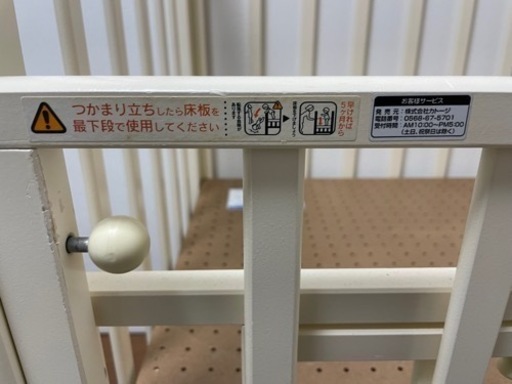 つかまり立ちしたら床板を
最下段で使用してください
早ければ
5ヶ月から
お客様サービス
発売元：株式会社カトージ
電話番号：0568-67-5701
受付時間：AM10:00～PM5:00
（土日、祝祭日は除く）